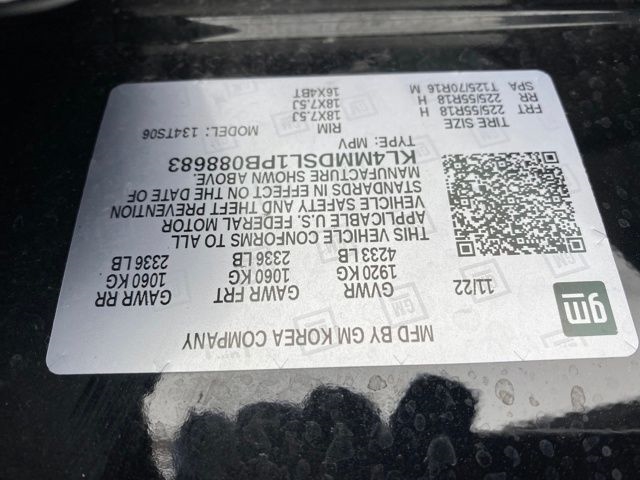 MFD BY GM KOREA COMPANY
gm
11/22
GVWR GAWR FRT GAWR RR
1920 KG 1060 KG 1060 KG
4233 LB 2336 LB 2336 LB
THIS VEHICLE CONFORMS TO ALL
APPLICABLE U.S. FEDERAL MOTOR
VEHICLE SAFETY AND THEFT PREVENTION
STANDARDS IN EFFECT ON THE DATE OF
MANUFACTURE SHOWN ABOVE.
KL4MMDSL1PB088683
TYPE: MPV MODEL: 134TS06
TIRE SIZE RIM
FRT 225/55R18 H 18X7.5J
RR 225/55R18 H 18X7.5J
SPA T125/70R16 M 16X4BT